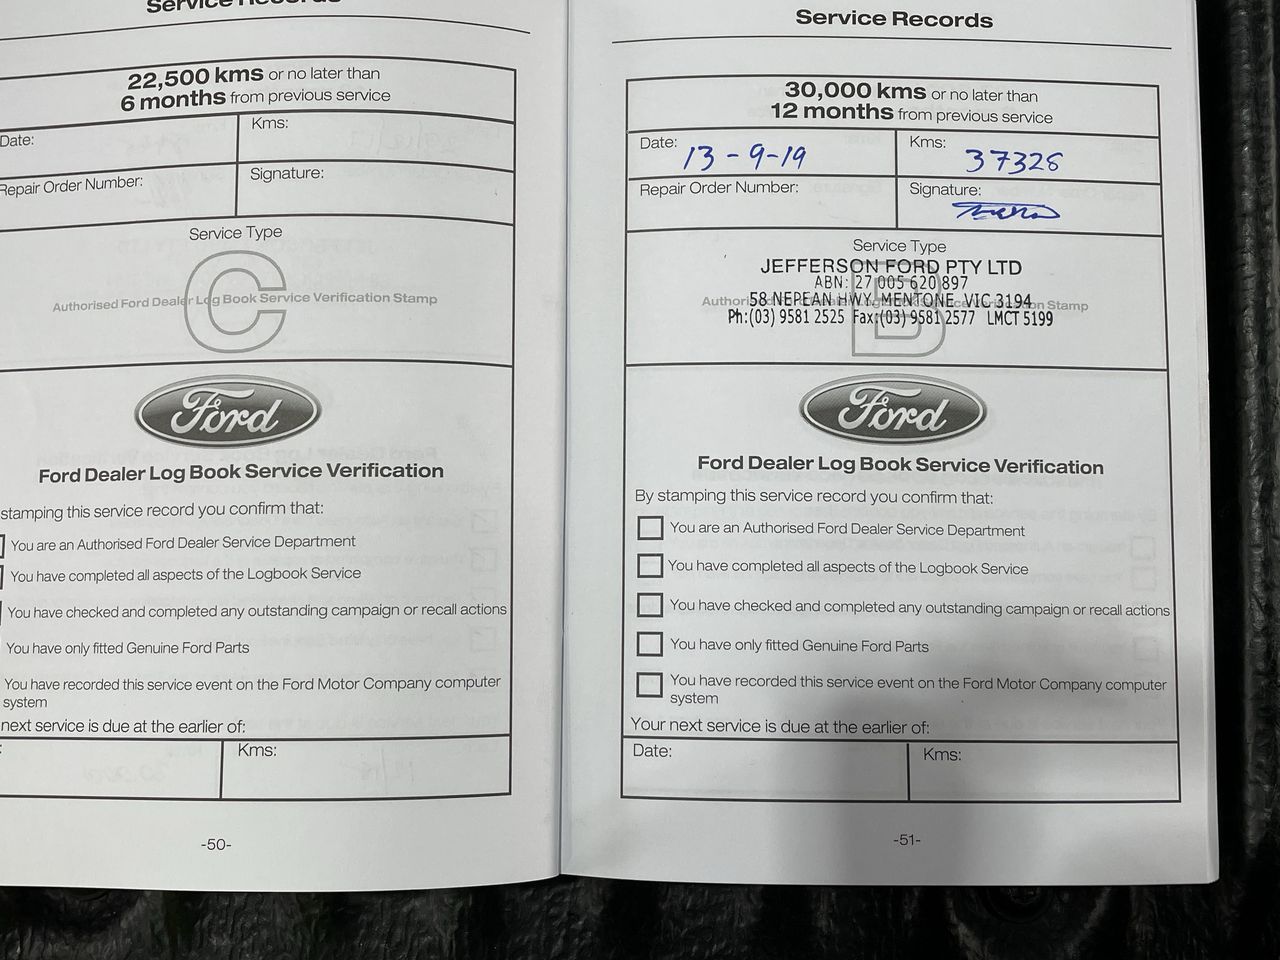 Service Records
22,500 kms or no later than
6 months from previous service
Date:
Kms:
Repair Order Number:
Signature:
Service Type
C
Authorised Ford Dealer Log Book Service Verification Stamp
Ford
Ford Dealer Log Book Service Verification
stamping this service record you confirm that:
You are an Authorised Ford Dealer Service Department
You have completed all aspects of the Logbook Service
You have checked and completed any outstanding campaign or recall actions
You have only fitted Genuine Ford Parts
You have recorded this service event on the Ford Motor Company computer
system
next service is due at the earlier of:
Kms:
-50-
Service Records
30,000 kms or no later than
12 months from previous service
Date: 13-9-19
Kms: 37328
Repair Order Number:
Signature:
Service Type
JEFFERSON FORD PTY LTD
ABN: 27 005 620 897
58 NEPEAN HWY, MENTONE VIC 3194
Ph:(03) 9581 2525 Fax:(03) 9581 2577 LMCT 5199
Ford
Ford Dealer Log Book Service Verification
By stamping this service record you confirm that:
You are an Authorised Ford Dealer Service Department
You have completed all aspects of the Logbook Service
You have checked and completed any outstanding campaign or recall actions
You have only fitted Genuine Ford Parts
You have recorded this service event on the Ford Motor Company computer
system
Your next service is due at the earlier of:
Date:
Kms:
-51-